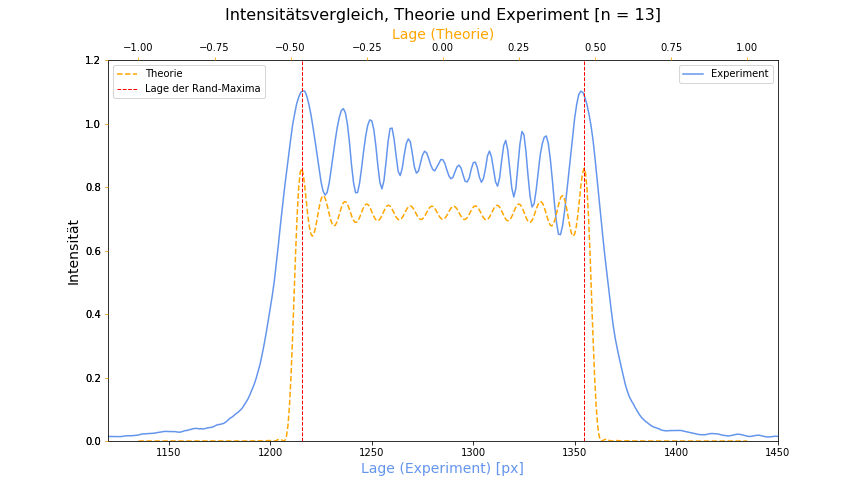 Intensitätsvergleich, Theorie und Experiment [n = 13]
Lage (Theorie)
−1.00 −0.75 −0.50 −0.25 0.00 0.25 0.50 0.75 1.00
Theorie
Lage der Rand-Maxima
Experiment
Intensität
1.2
1.0
0.8
0.6
0.4
0.2
0.0
1150 1200 1250 1300 1350 1400 1450
Lage (Experiment) [px]